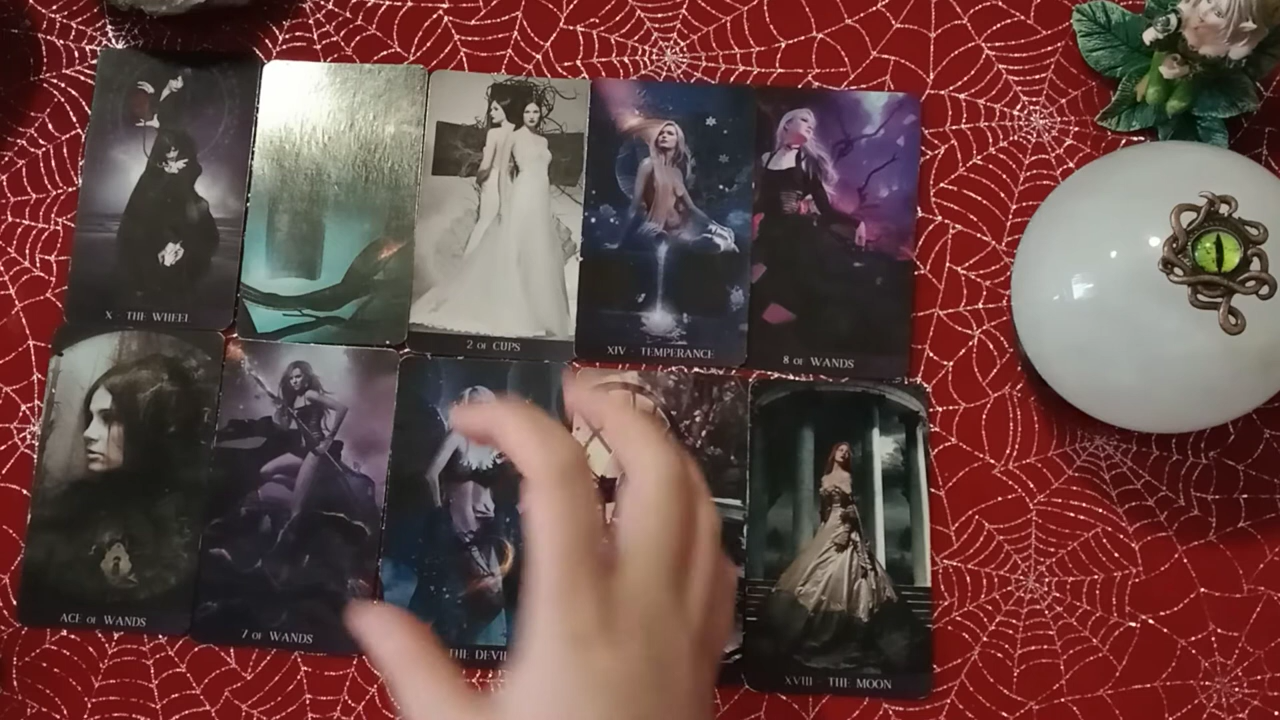 X - THE WHEEL
2 OF CUPS
XIV - TEMPERANCE
8 OF WANDS
ACE OF WANDS
7 OF WANDS
THE DEVIL
XVIII - THE MOON